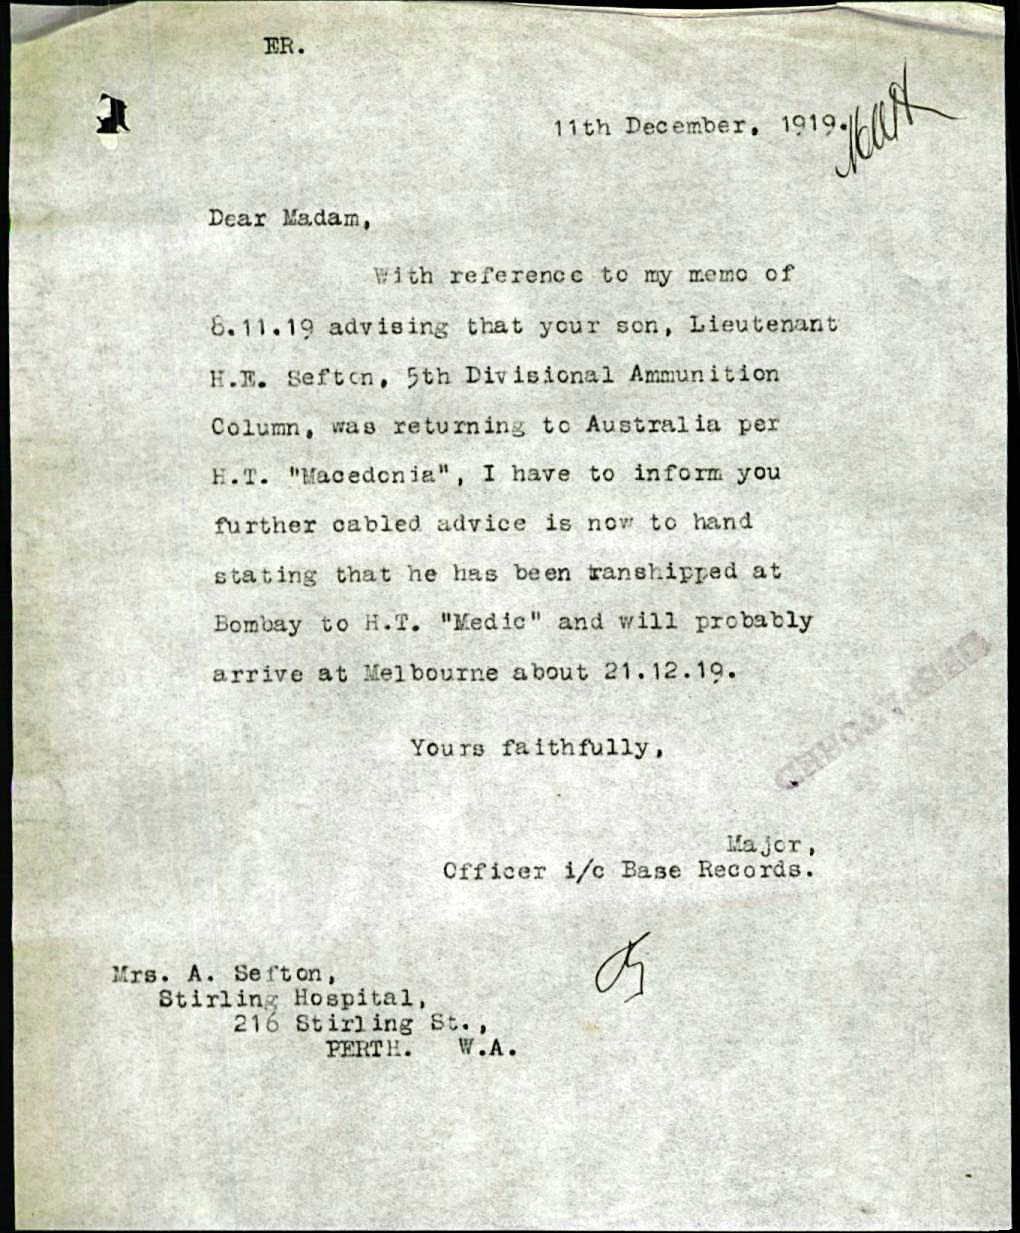 ER.
11th December, 1919.
Dear Madam,
With reference to my memo of
8.11.19 advising that your son, Lieutenant
H.E. Sefton, 5th Divisional Ammunition
Column, was returning to Australia per
H.T. "Macedonia", I have to inform you
further cabled advice is now to hand
stating that he has been transhipped at
Bombay to H.T. "Medic" and will probably
arrive at Melbourne about 21.12.19.
Yours faithfully,
Major,
Officer i/c Base Records.
Mrs. A. Sefton,
Stirling Hospital,
216 Stirling St.,
PERTH. W.A.